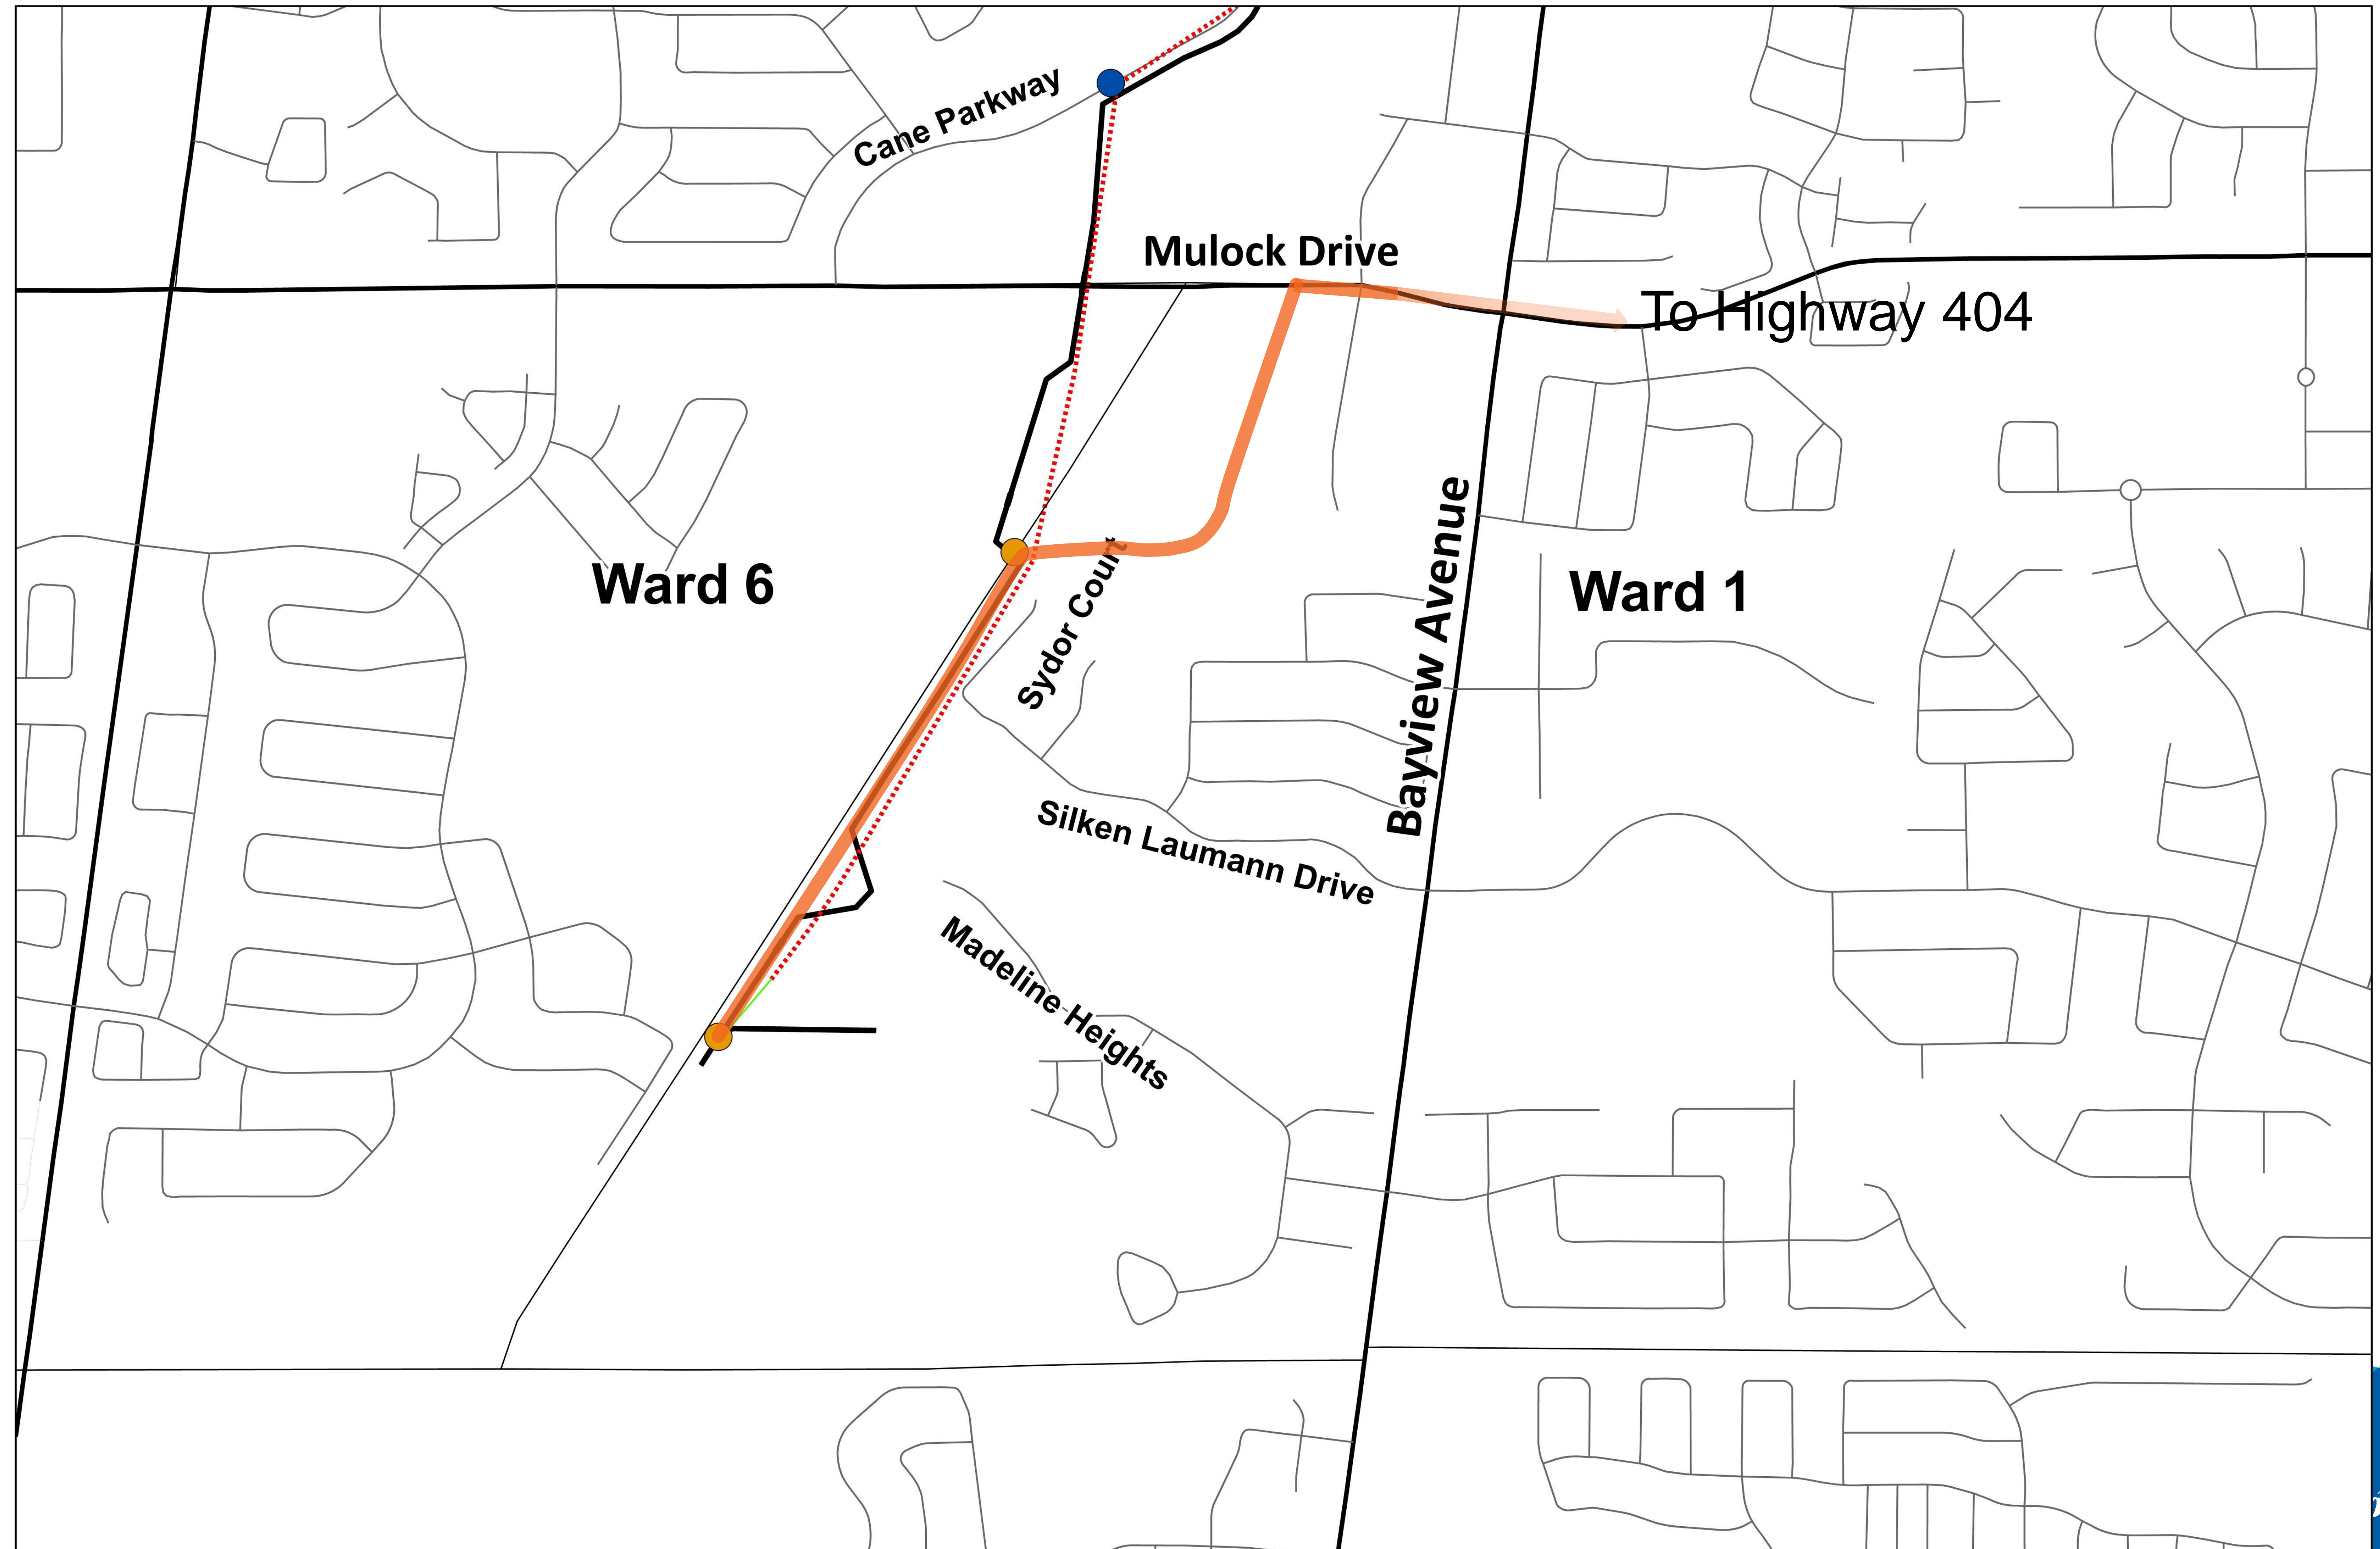 Cane Parkway
Mulock Drive
To Highway 404
Ward 6
Sydor Court
Bayview Avenue
Ward 1
Silken Laumann Drive
Madeline Heights